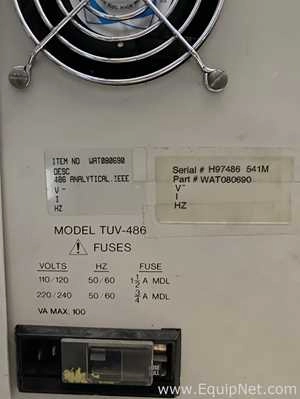 ITEM NO WAT080690
DESC
486 ANALYTICAL.IEEE
V~
I
HZ
Serial # H97486 541M
Part # WAT080690
V~
I
HZ
MODEL TUV-486
⚠ FUSES
VOLTS HZ FUSE
110/120 50/60 1 1/2 A MDL
220/240 50/60 3/4 A MDL
VA MAX: 100
www.EquipNet.com